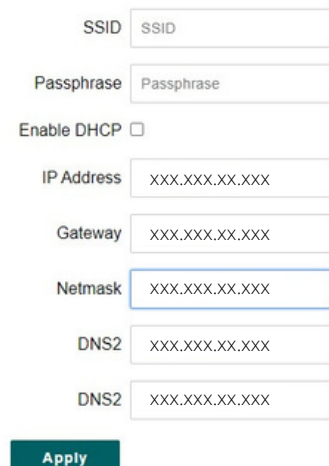 SSID SSID
Passphrase Passphrase
Enable DHCP
IP Address XXX.XXX.XX.XXX
Gateway XXX.XXX.XX.XXX
Netmask XXX.XXX.XX.XXX
DNS2 XXX.XXX.XX.XXX
DNS2 XXX.XXX.XX.XXX
Apply